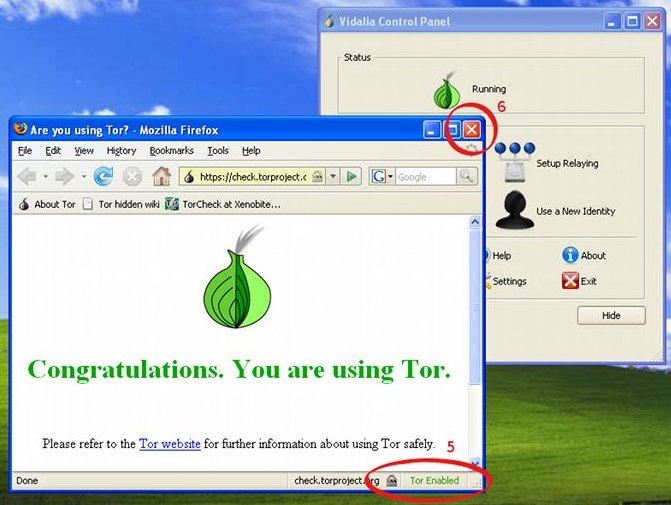 Vidalia Control Panel
Status
Running
6
Are you using Tor? - Mozilla Firefox
File Edit View History Bookmarks Tools Help
https://check.torproject.c
G Google
About Tor Tor hidden wiki TorCheck at Xenobite...
Setup Relaying
Use a New Identity
Help About
Settings Exit
Hide
Congratulations. You are using Tor.
Please refer to the Tor website for further information about using Tor safely.
5
Done check.torproject.org Tor Enabled